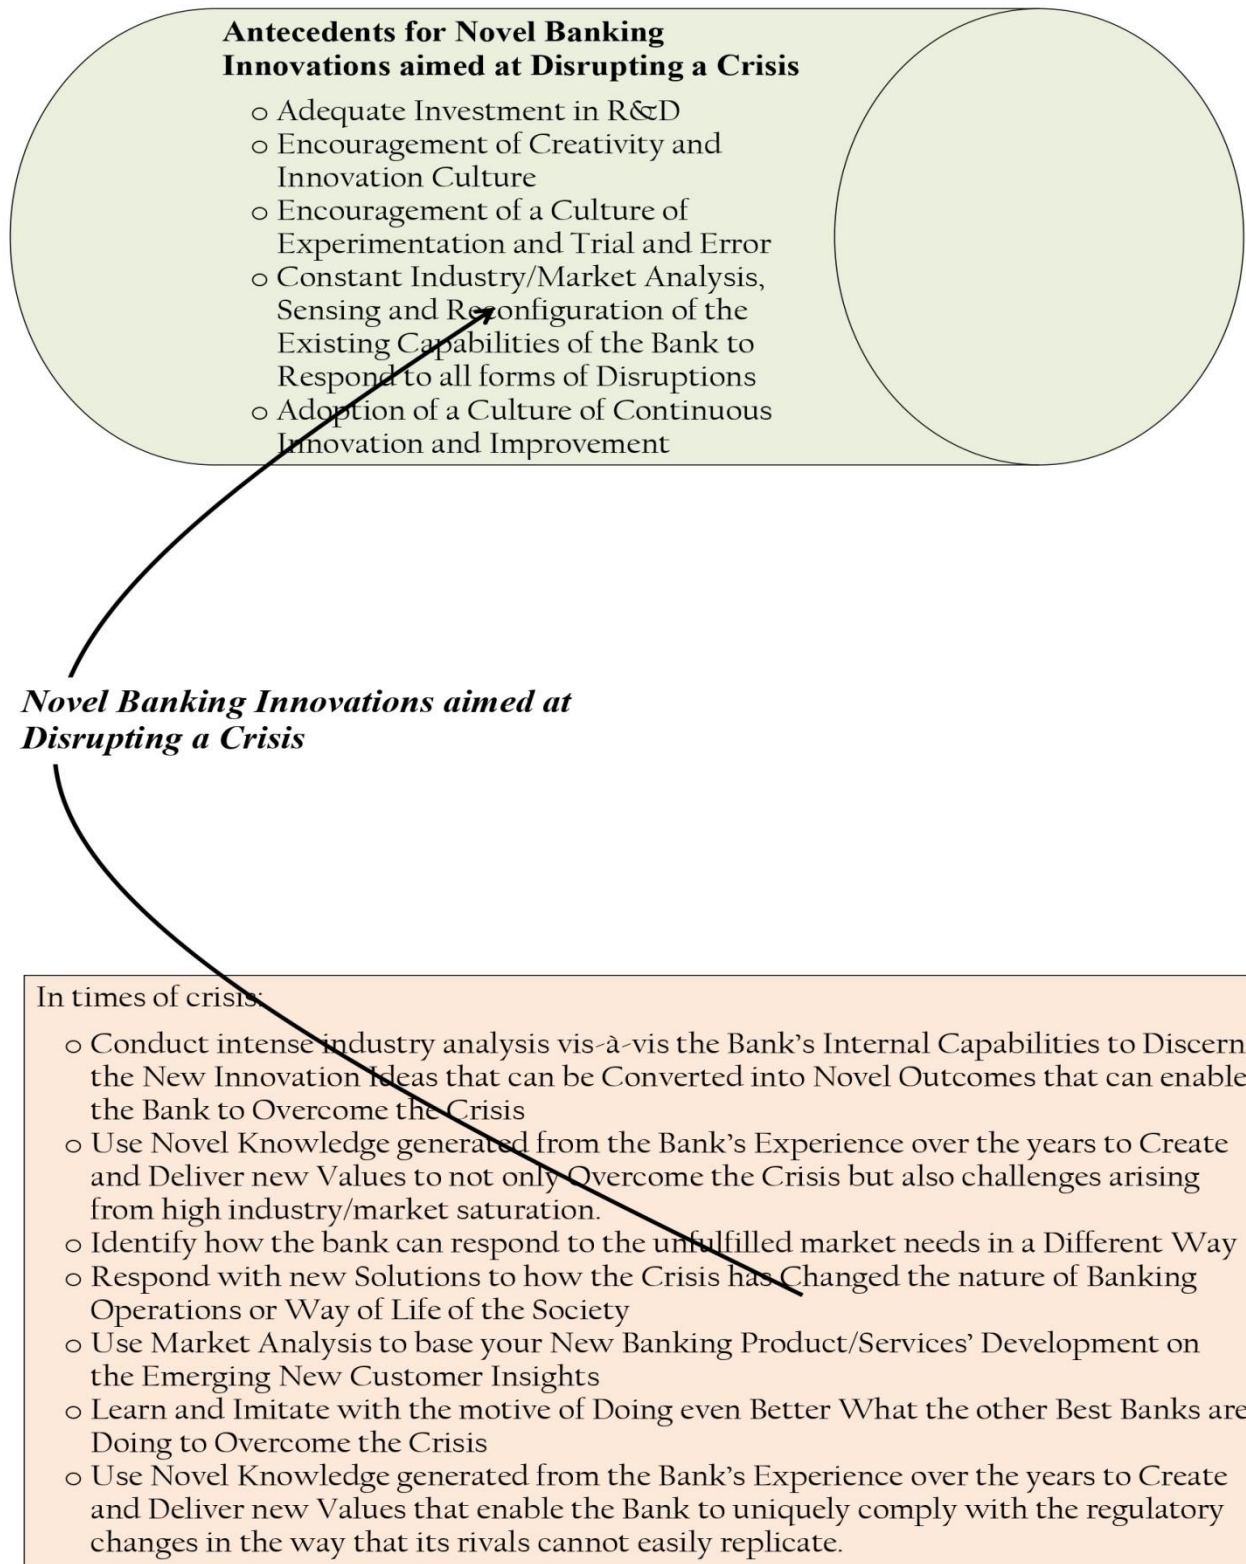 Antecedents for Novel Banking
Innovations aimed at Disrupting a Crisis
o Adequate Investment in R&D
o Encouragement of Creativity and
Innovation Culture
o Encouragement of a Culture of
Experimentation and Trial and Error
o Constant Industry/Market Analysis,
Sensing and Reconfiguration of the
Existing Capabilities of the Bank to
Respond to all forms of Disruptions
o Adoption of a Culture of Continuous
Innovation and Improvement
Novel Banking Innovations aimed at
Disrupting a Crisis
In times of crisis:
o Conduct intense industry analysis vis-à-vis the Bank's Internal Capabilities to Discern
the New Innovation Ideas that can be Converted into Novel Outcomes that can enable
the Bank to Overcome the Crisis
o Use Novel Knowledge generated from the Bank's Experience over the years to Create
and Deliver new Values to not only Overcome the Crisis but also challenges arising
from high industry/market saturation.
o Identify how the bank can respond to the unfulfilled market needs in a Different Way
o Respond with new Solutions to how the Crisis has Changed the nature of Banking
Operations or Way of Life of the Society
o Use Market Analysis to base your New Banking Product/Services' Development on
the Emerging New Customer Insights
o Learn and Imitate with the motive of Doing even Better What the other Best Banks are
Doing to Overcome the Crisis
o Use Novel Knowledge generated from the Bank's Experience over the years to Create
and Deliver new Values that enable the Bank to uniquely comply with the regulatory
changes in the way that its rivals cannot easily replicate.